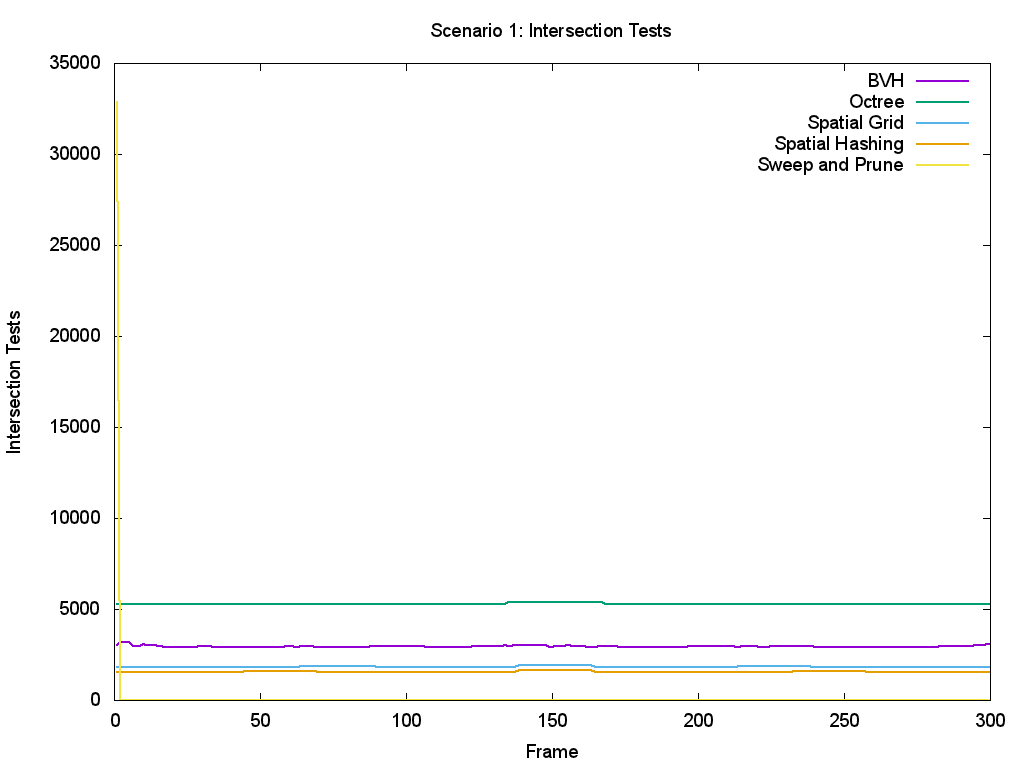 Scenario 1: Intersection Tests
35000
30000
25000
20000
15000
10000
5000
0
Intersection Tests
BVH
Octree
Spatial Grid
Spatial Hashing
Sweep and Prune
0 50 100 150 200 250 300
Frame